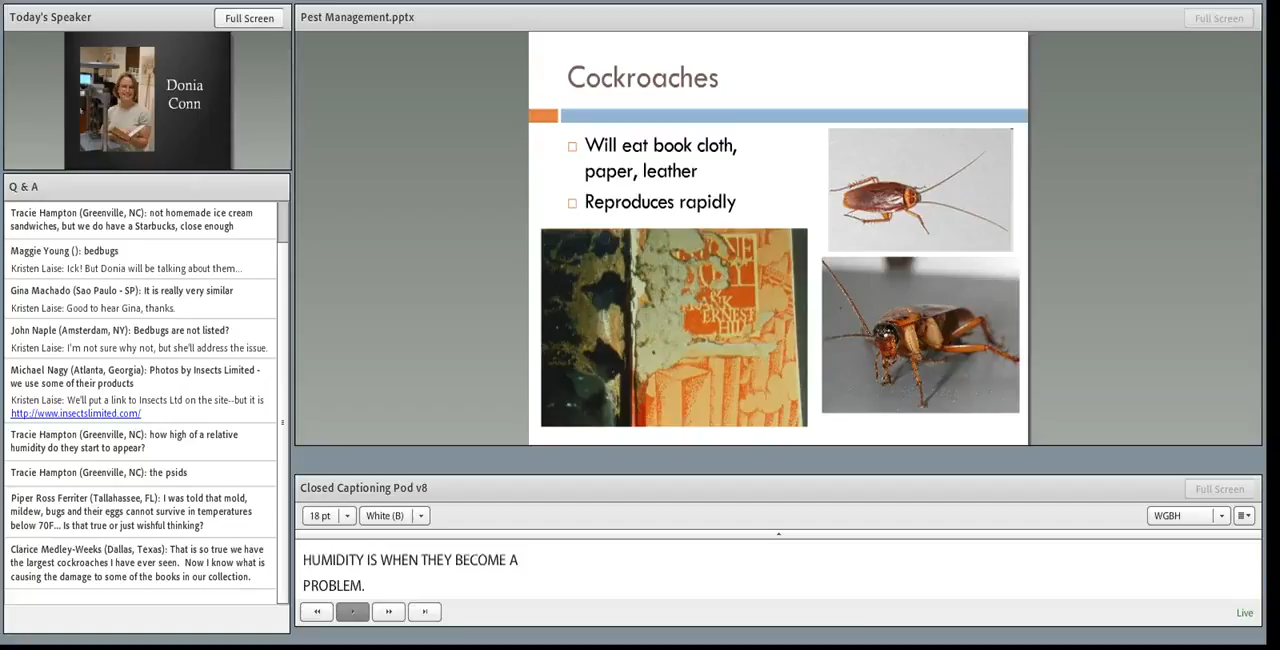 Today's Speaker
Full Screen
Donia
Conn
Q & A
Tracie Hampton (Greenville, NC): not homemade ice cream
sandwiches, but we do have a Starbucks, close enough
Maggie Young (): bedbugs
Kristen Laise: Ick! But Donia will be talking about them...
Gina Machado (Sao Paulo - SP): It is really very similar
Kristen Laise: Good to hear Gina, thanks.
John Naple (Amsterdam, NY): Bedbugs are not listed?
Kristen Laise: I'm not sure why not, but she'll address the issue.
Michael Nagy (Atlanta, Georgia): Photos by Insects Limited -
we use some of their products
Kristen Laise: We'll put a link to Insects Ltd on the site--but it is
http://www.insectslimited.com/
Tracie Hampton (Greenville, NC): how high of a relative
humidity do they start to appear?
Tracie Hampton (Greenville, NC): the psids
Piper Ross Ferriter (Tallahassee, FL): I was told that mold,
mildew, bugs and their eggs cannot survive in temperatures
below 70F... Is that true or just wishful thinking?
Clarice Medley-Weeks (Dallas, Texas): That is so true we have
the largest cockroaches I have ever seen. Now I know what is
causing the damage to some of the books in our collection.
Pest Management.pptx
Full Screen
Cockroaches
Will eat book cloth,
paper, leather
Reproduces rapidly
&
FRANK
ERNEST
HILL
Closed Captioning Pod v8
Full Screen
18 pt
White (B)
WGBH
HUMIDITY IS WHEN THEY BECOME A
PROBLEM.
Live